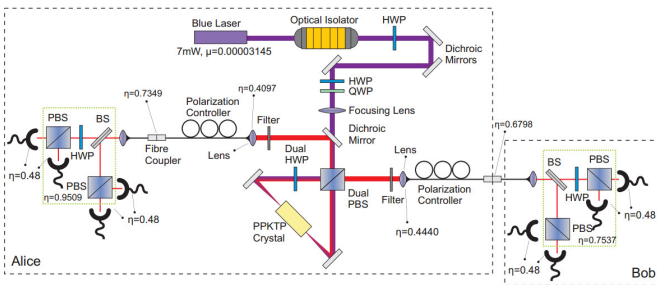 Blue Laser
7mW, μ=0.00003145
Optical Isolator
HWP
Dichroic
Mirrors
HWP
QWP
Focusing Lens
Dichroic
Mirror
η=0.7349
η=0.4097
Polarization
Controller
Filter
Lens
Fibre
Coupler
PBS
BS
HWP
η=0.48
PBS
η=0.9509
η=0.48
η=0.48
Dual
HWP
Dual
PBS
PPKTP
Crystal
Lens
Filter
Polarization
Controller
η=0.4440
η=0.6798
BS
PBS
HWP
η=0.48
PBS
η=0.7537
η=0.48
Alice
Bob